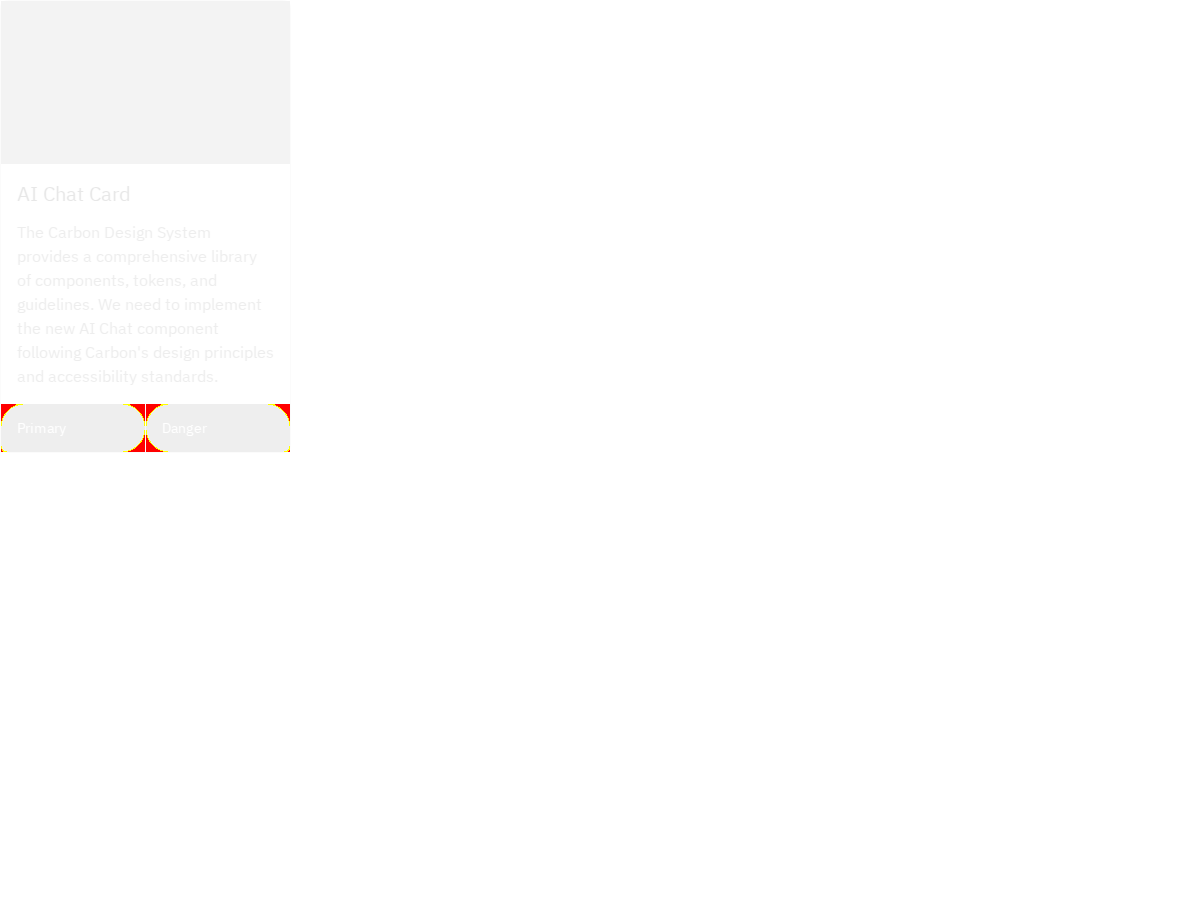 AI Chat Card
The Carbon Design System
provides a comprehensive library
of components, tokens, and
guidelines. We need to implement
the new AI Chat component
following Carbon's design principles
and accessibility standards.
Primary
Danger